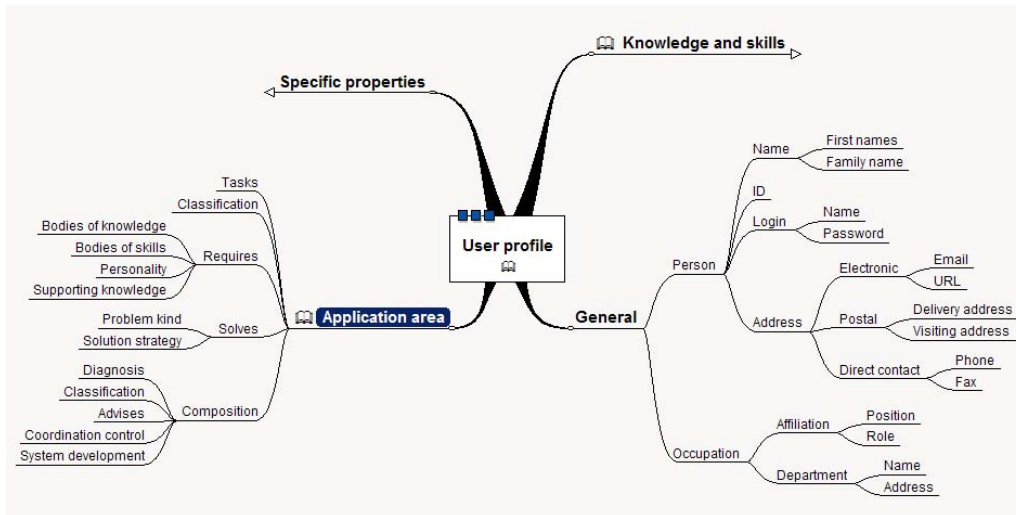 Knowledge and skills
Specific properties
User profile
Application area
Tasks
Classification
Requires
Bodies of knowledge
Bodies of skills
Personality
Supporting knowledge
Solves
Problem kind
Solution strategy
Composition
Diagnosis
Classification
Advises
Coordination control
System development
General
Person
Name
First names
Family name
ID
Login
Name
Password
Address
Electronic
Email
URL
Postal
Delivery address
Visiting address
Direct contact
Phone
Fax
Occupation
Affiliation
Position
Role
Department
Name
Address